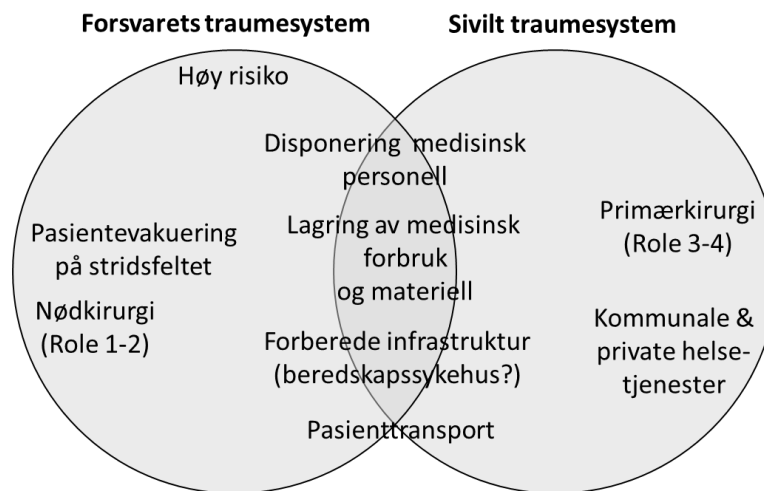 Forsvarets traumesystem
Sivilt traumesystem
Høy risiko
Disponering medisinsk
personell
Lagring av medisinsk
forbruk
og materiell
Forberede infrastruktur
(beredskapssykehus?)
Pasienttransport
Pasientevakuering
på stridsfeltet
Nødkirurgi
(Role 1-2)
Primærkirurgi
(Role 3-4)
Kommunale &
private helse-
tjenester